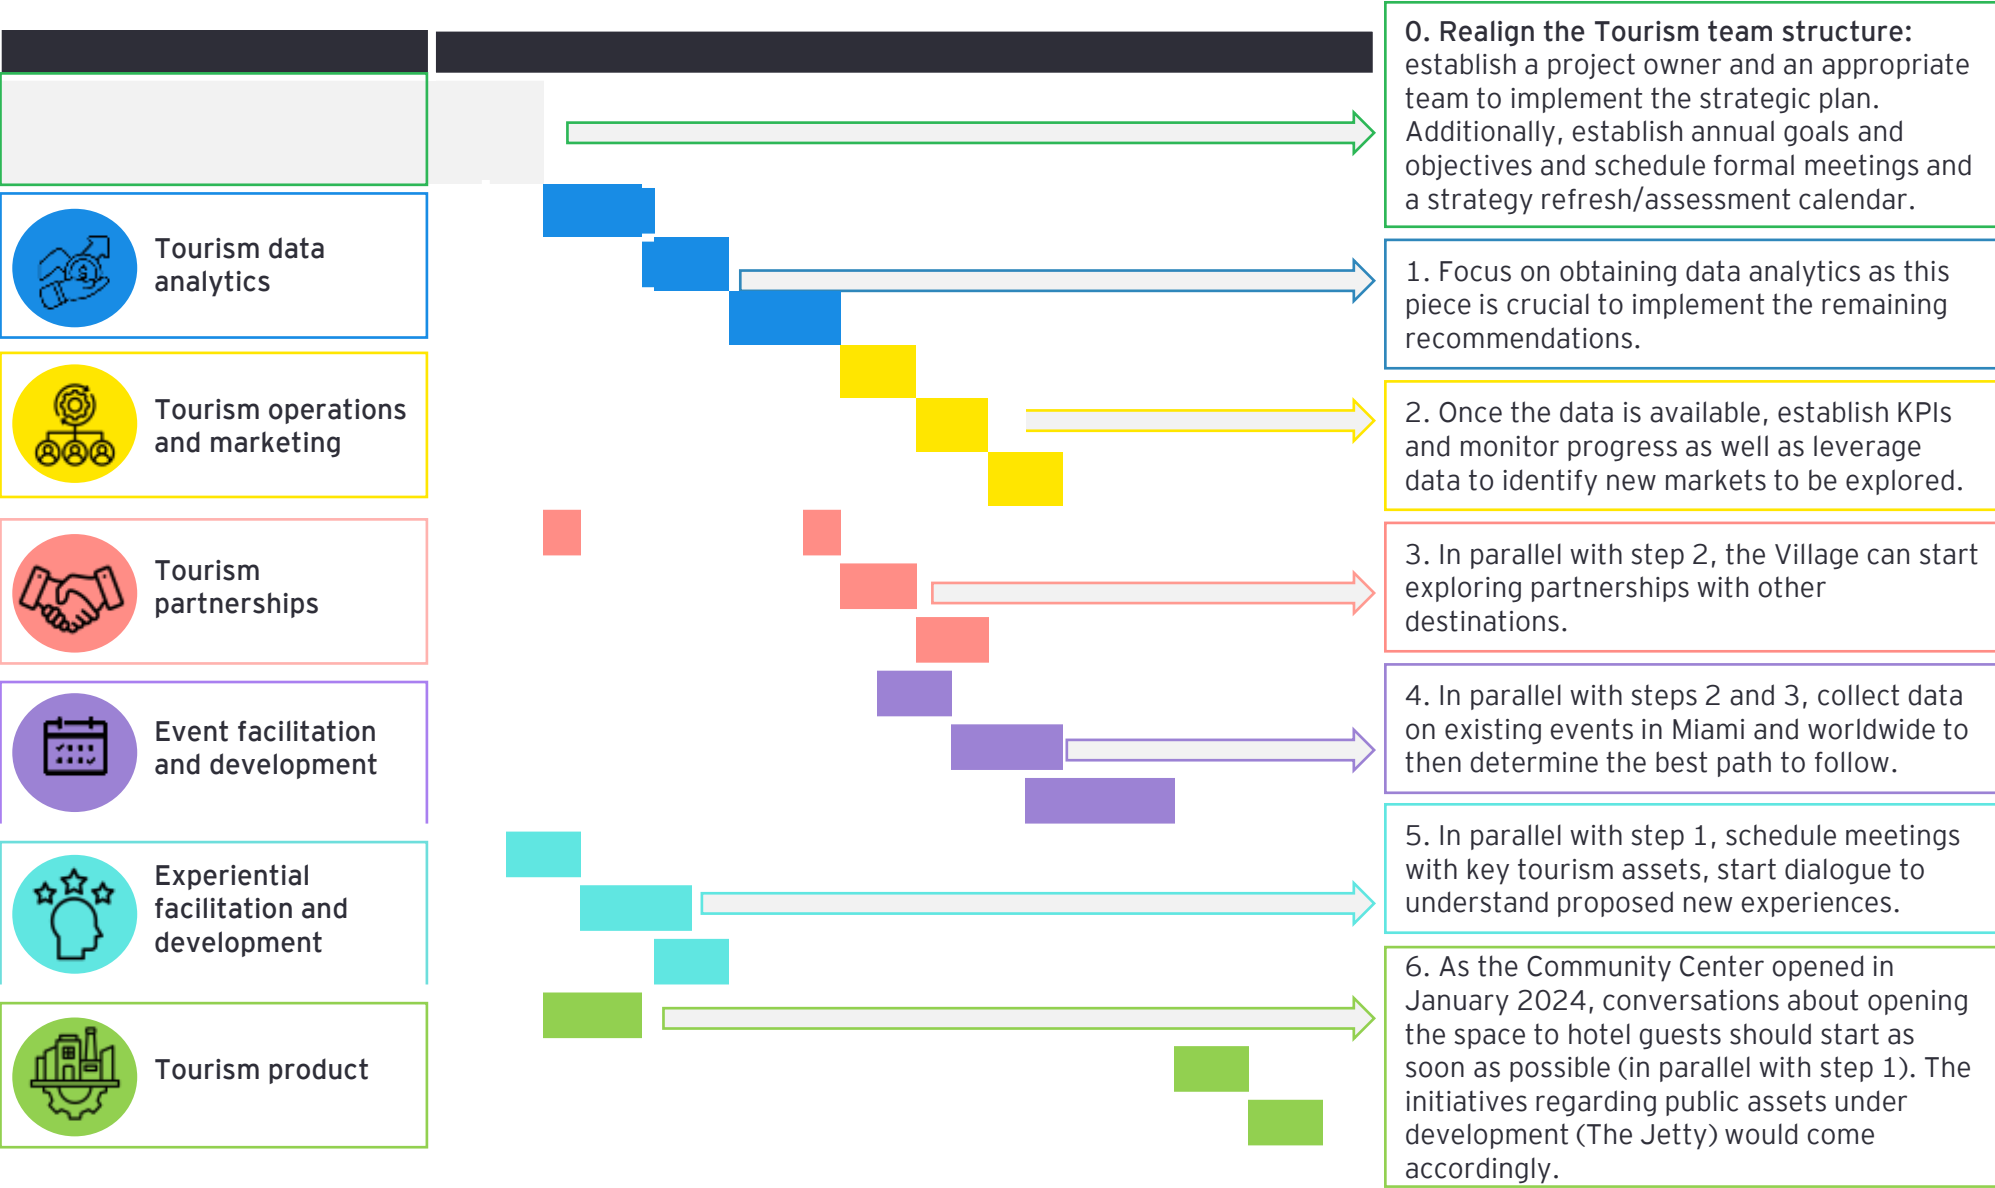 0. Realign the Tourism team structure:
establish a project owner and an appropriate
team to implement the strategic plan.
Additionally, establish annual goals and
objectives and schedule formal meetings and
a strategy refresh/assessment calendar.
Tourism data
analytics
1. Focus on obtaining data analytics as this
piece is crucial to implement the remaining
recommendations.
Tourism operations
and marketing
2. Once the data is available, establish KPIs
and monitor progress as well as leverage
data to identify new markets to be explored.
Tourism
partnerships
3. In parallel with step 2, the Village can start
exploring partnerships with other
destinations.
Event facilitation
and development
4. In parallel with steps 2 and 3, collect data
on existing events in Miami and worldwide to
then determine the best path to follow.
Experiential
facilitation and
development
5. In parallel with step 1, schedule meetings
with key tourism assets, start dialogue to
understand proposed new experiences.
Tourism product
6. As the Community Center opened in
January 2024, conversations about opening
the space to hotel guests should start as
soon as possible (in parallel with step 1). The
initiatives regarding public assets under
development (The Jetty) would come
accordingly.